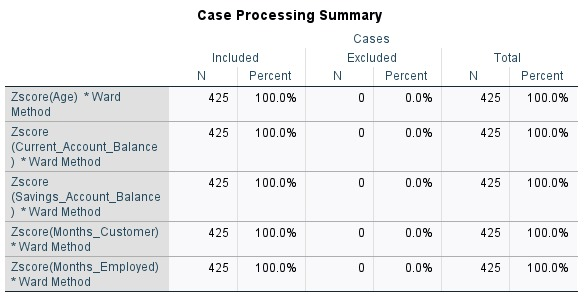 Case Processing Summary
Cases
Included Excluded Total
N Percent N Percent N Percent
Zscore(Age) * Ward
Method
425 100.0% 0 0.0% 425 100.0%
Zscore
(Current_Account_Balance
) * Ward Method
425 100.0% 0 0.0% 425 100.0%
Zscore
(Savings_Account_Balance
) * Ward Method
425 100.0% 0 0.0% 425 100.0%
Zscore(Months_Customer)
* Ward Method
425 100.0% 0 0.0% 425 100.0%
Zscore(Months_Employed)
* Ward Method
425 100.0% 0 0.0% 425 100.0%